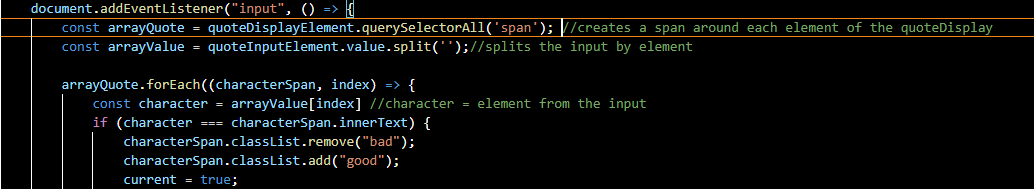 document.addEventListener("input", () => {
const arrayQuote = quoteDisplayElement.querySelectorAll('span'); //creates a span around each element of the quoteDisplay
const arrayValue = quoteInputElement.value.split('');//splits the input by element
arrayQuote.forEach((characterSpan, index) => {
const character = arrayValue[index] //character = element from the input
if (character === characterSpan.innerText) {
characterSpan.classList.remove("bad");
characterSpan.classList.add("good");
current = true;